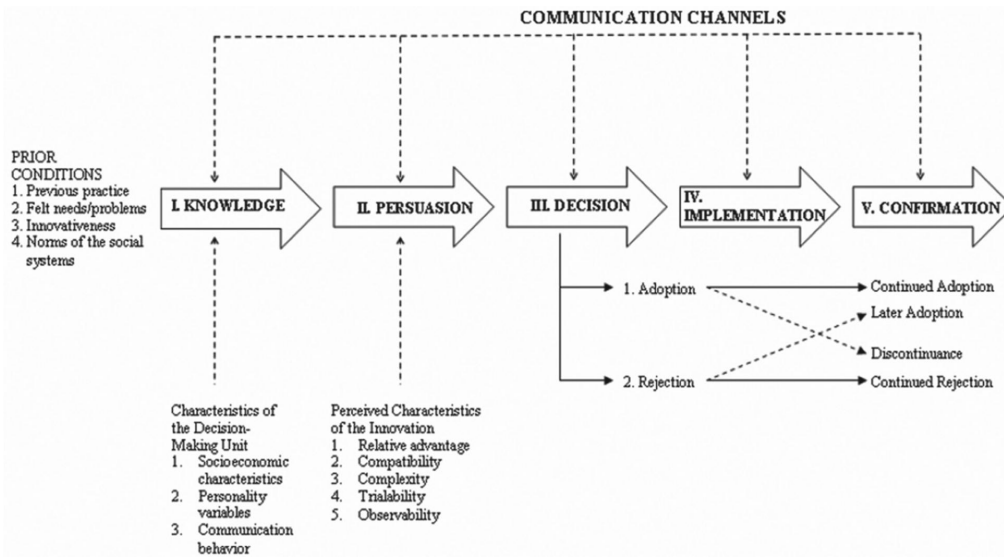 COMMUNICATION CHANNELS
PRIOR
CONDITIONS
1. Previous practice
2. Felt needs/problems
3. Innovativeness
4. Norms of the social
systems
I. KNOWLEDGE
II. PERSUASION
III. DECISION
IV.
IMPLEMENTATION
V. CONFIRMATION
1. Adoption
Continued Adoption
Later Adoption
Discontinuance
2. Rejection
Continued Rejection
Characteristics of
the Decision-
Making Unit
1. Socioeconomic
characteristics
2. Personality
variables
3. Communication
behavior
Perceived Characteristics
of the Innovation
1. Relative advantage
2. Compatibility
3. Complexity
4. Trialability
5. Observability